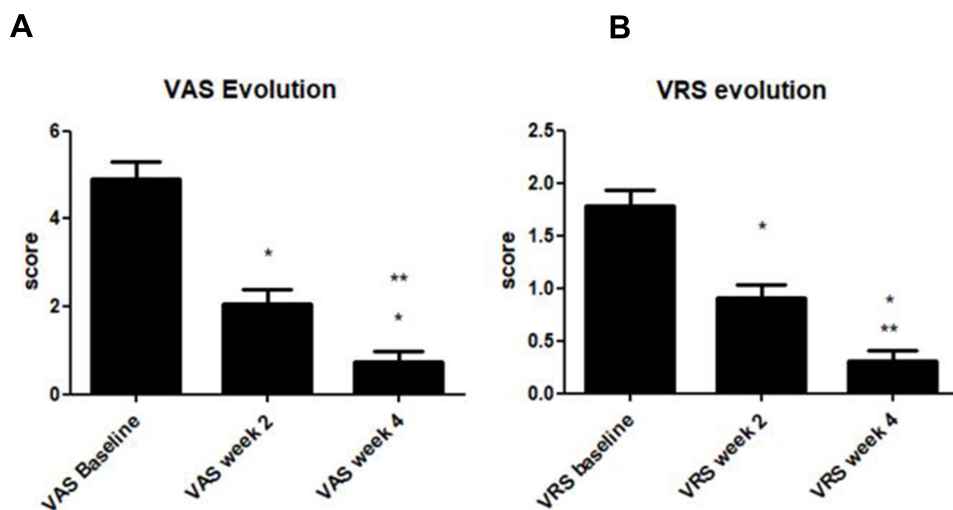 A
VAS Evolution
6
4
2
0
score
*
**
*
VAS Baseline
VAS week 2
VAS week 4
B
VRS evolution
2.5
2.0
1.5
1.0
0.5
0.0
score
*
*
**
VRS baseline
VRS week 2
VRS week 4